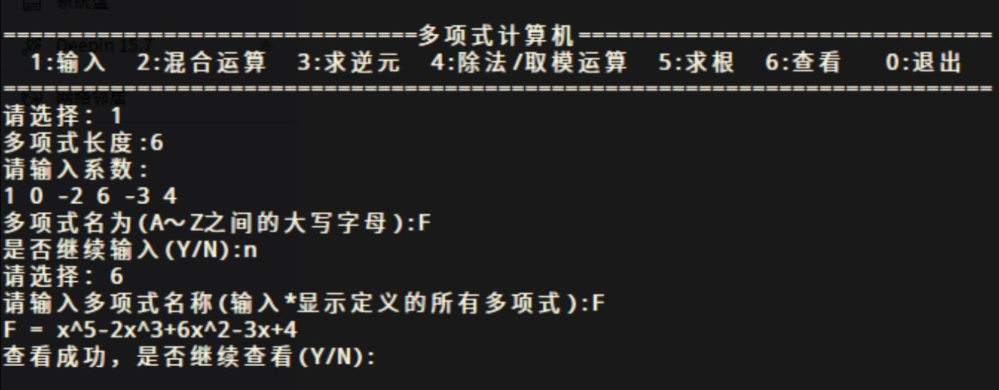 系统盘
==============================多项式计算机==============================
Deepin 15.7
1:输入 2:混合运算 3:求逆元 4:除法/取模运算 5:求根 6:查看 0:退出
==========================================================================
网络邻居
请选择: 1
多项式长度:6
请输入系数:
1 0 -2 6 -3 4
多项式名为(A～Z之间的大写字母):F
是否继续输入(Y/N):n
请选择: 6
请输入多项式名称(输入*显示定义的所有多项式):F
F = x^5-2x^3+6x^2-3x+4
查看成功，是否继续查看(Y/N):